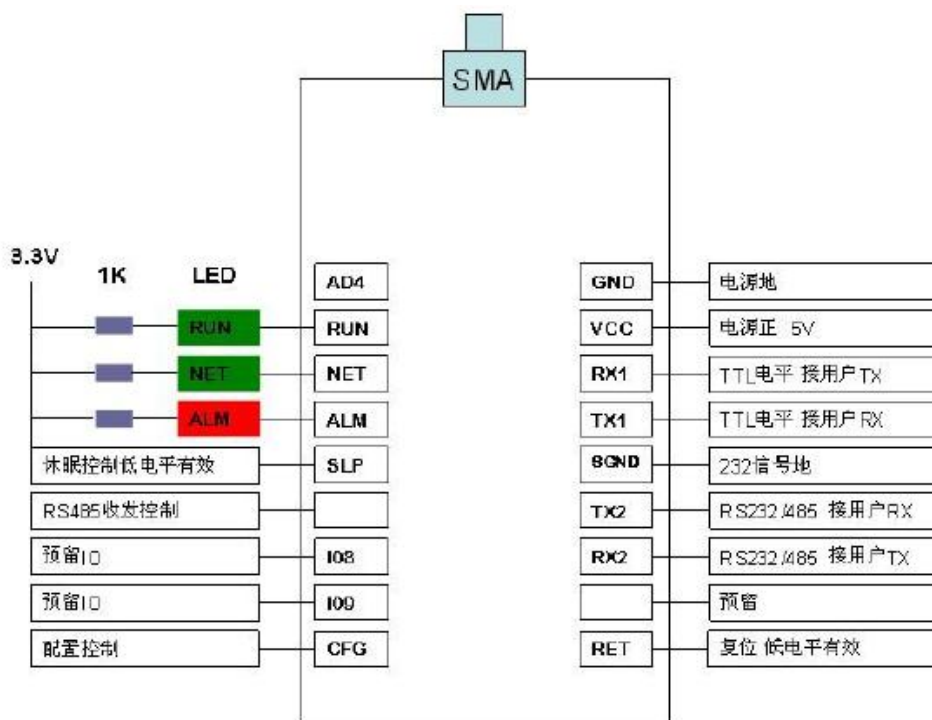 SMA
3.3V
1K
LED
RUN
NET
ALM
休眠控制低电平有效
RS485收发控制
预留IO
预留IO
配置控制
AD4
RUN
NET
ALM
SLP
IO8
IO9
CFG
GND
VCC
RX1
TX1
SGND
TX2
RX2
RET
电源地
电源正 5V
TTL电平 接用户TX
TTL电平 接用户RX
232信号地
RS232/485 接用户RX
RS232/485 接用户TX
预留
复位 低电平有效